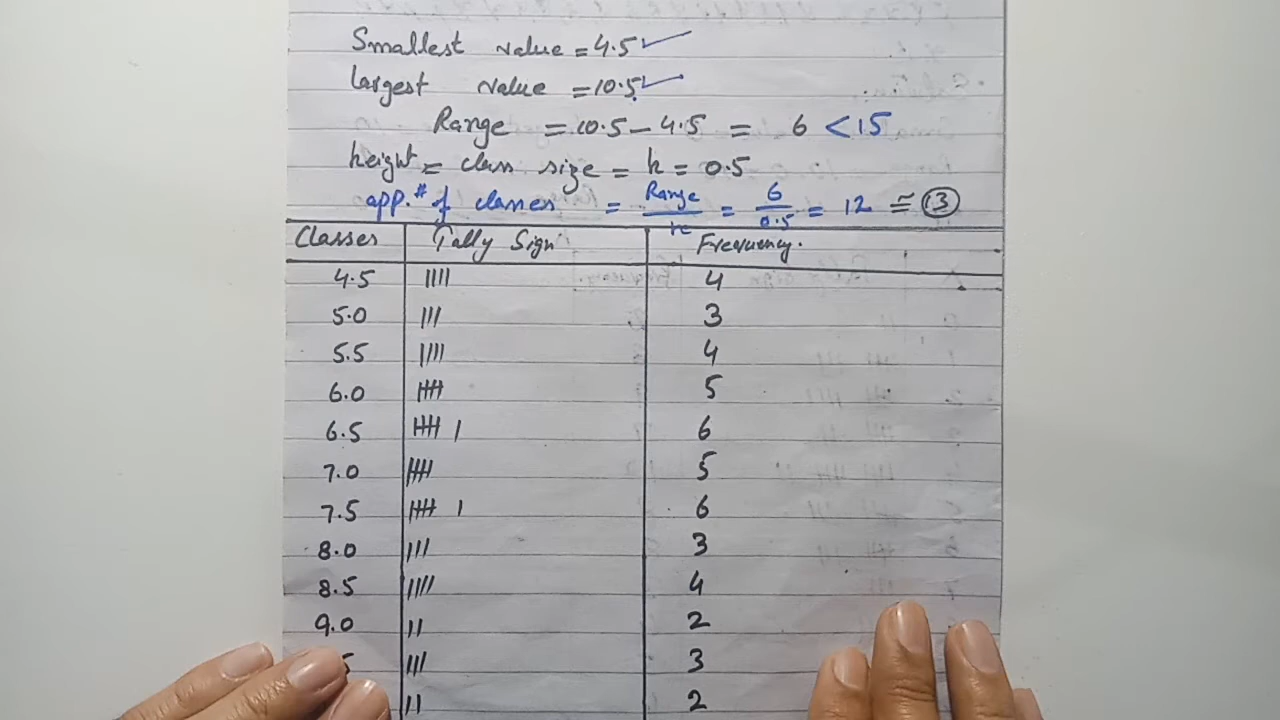 Smallest value = 4.5 ✓
Largest value = 10.5 ✓
Range = 10.5 - 4.5 = 6 < 15
height = class size = h = 0.5
app. # of classes = Range/h = 6/0.5 = 12 ≅ 13
Classes Tally Sign Frequency.
4.5 |||| 4
5.0 ||| 3
5.5 |||| 4
6.0 𝍸 5
6.5 𝍸 | 6
7.0 𝍸 5
7.5 𝍸 | 6
8.0 ||| 3
8.5 |||| 4
9.0 || 2
||| 3
|| 2